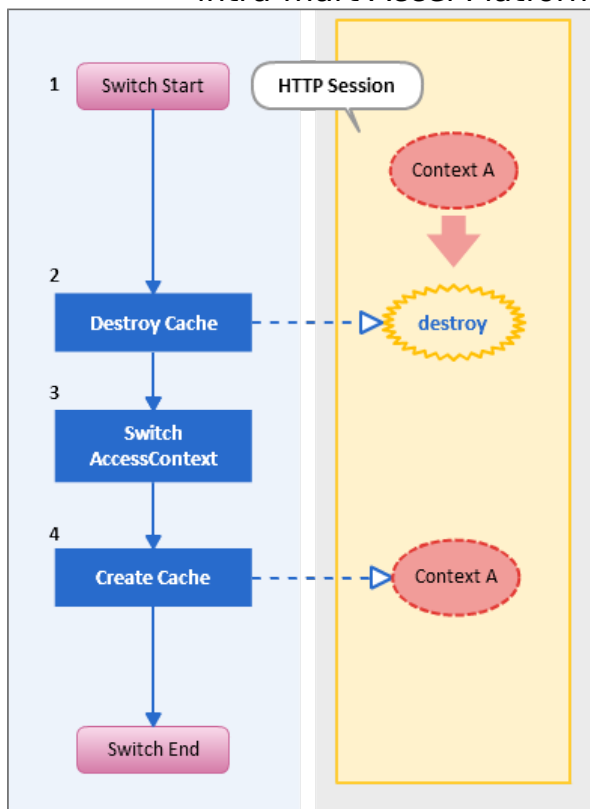 1
Switch Start
HTTP Session
Context A
2
Destroy Cache
destroy
3
Switch
AccessContext
4
Create Cache
Context A
Switch End